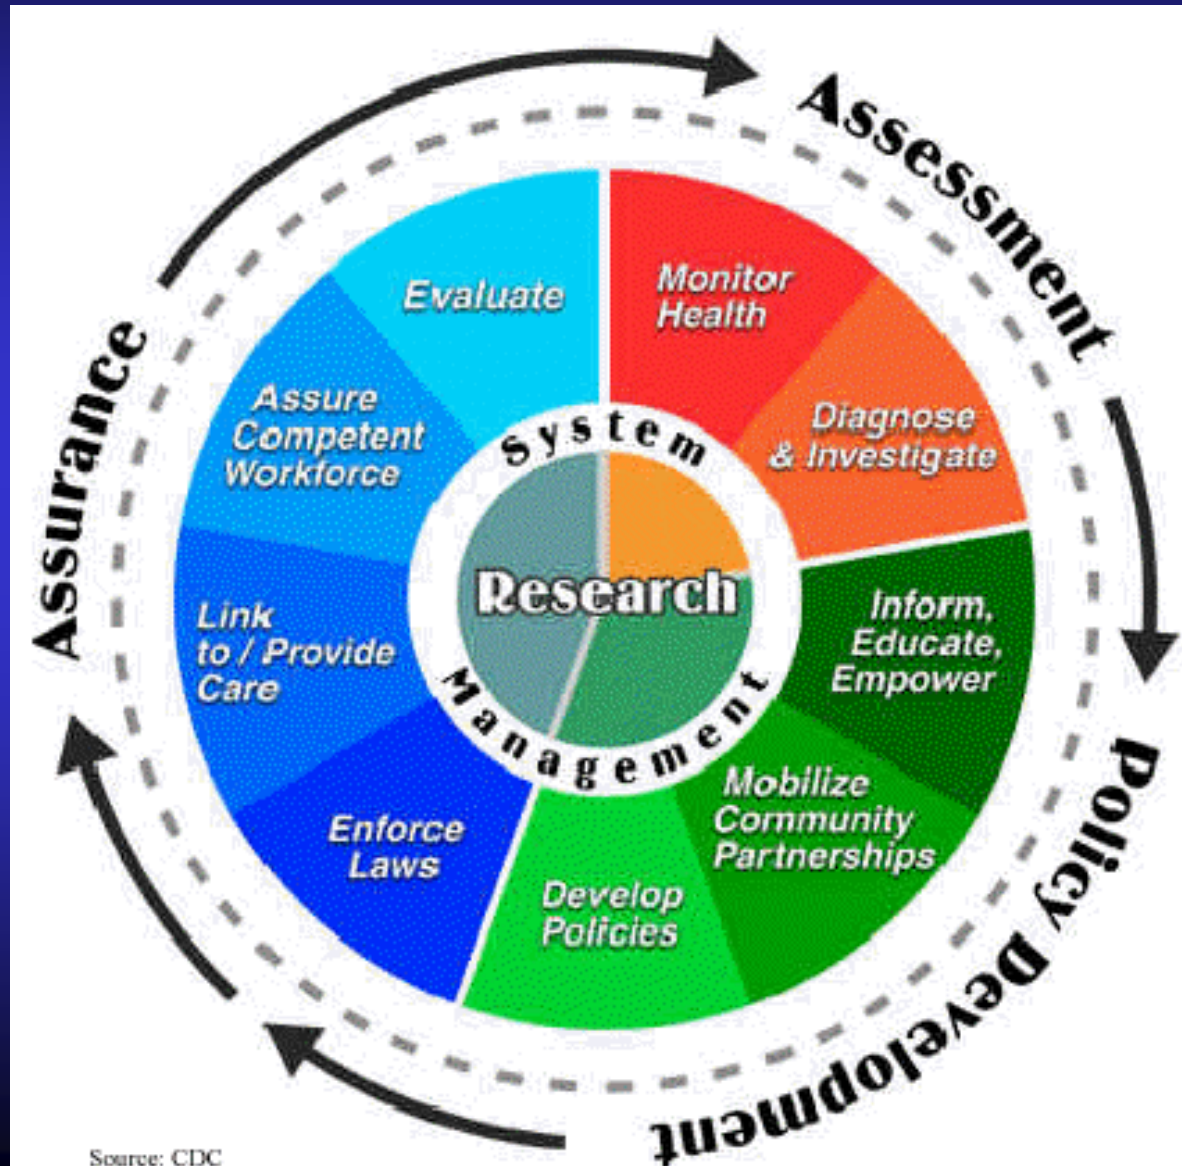 Assessment
Monitor
Health
Diagnose
& Investigate
Inform,
Educate,
Empower
Policy Development
Mobilize
Community
Partnerships
Develop
Policies
Enforce
Laws
Assurance
Link
to / Provide
Care
Assure
Competent
Workforce
Evaluate
System
Management
Research
Source: CDC